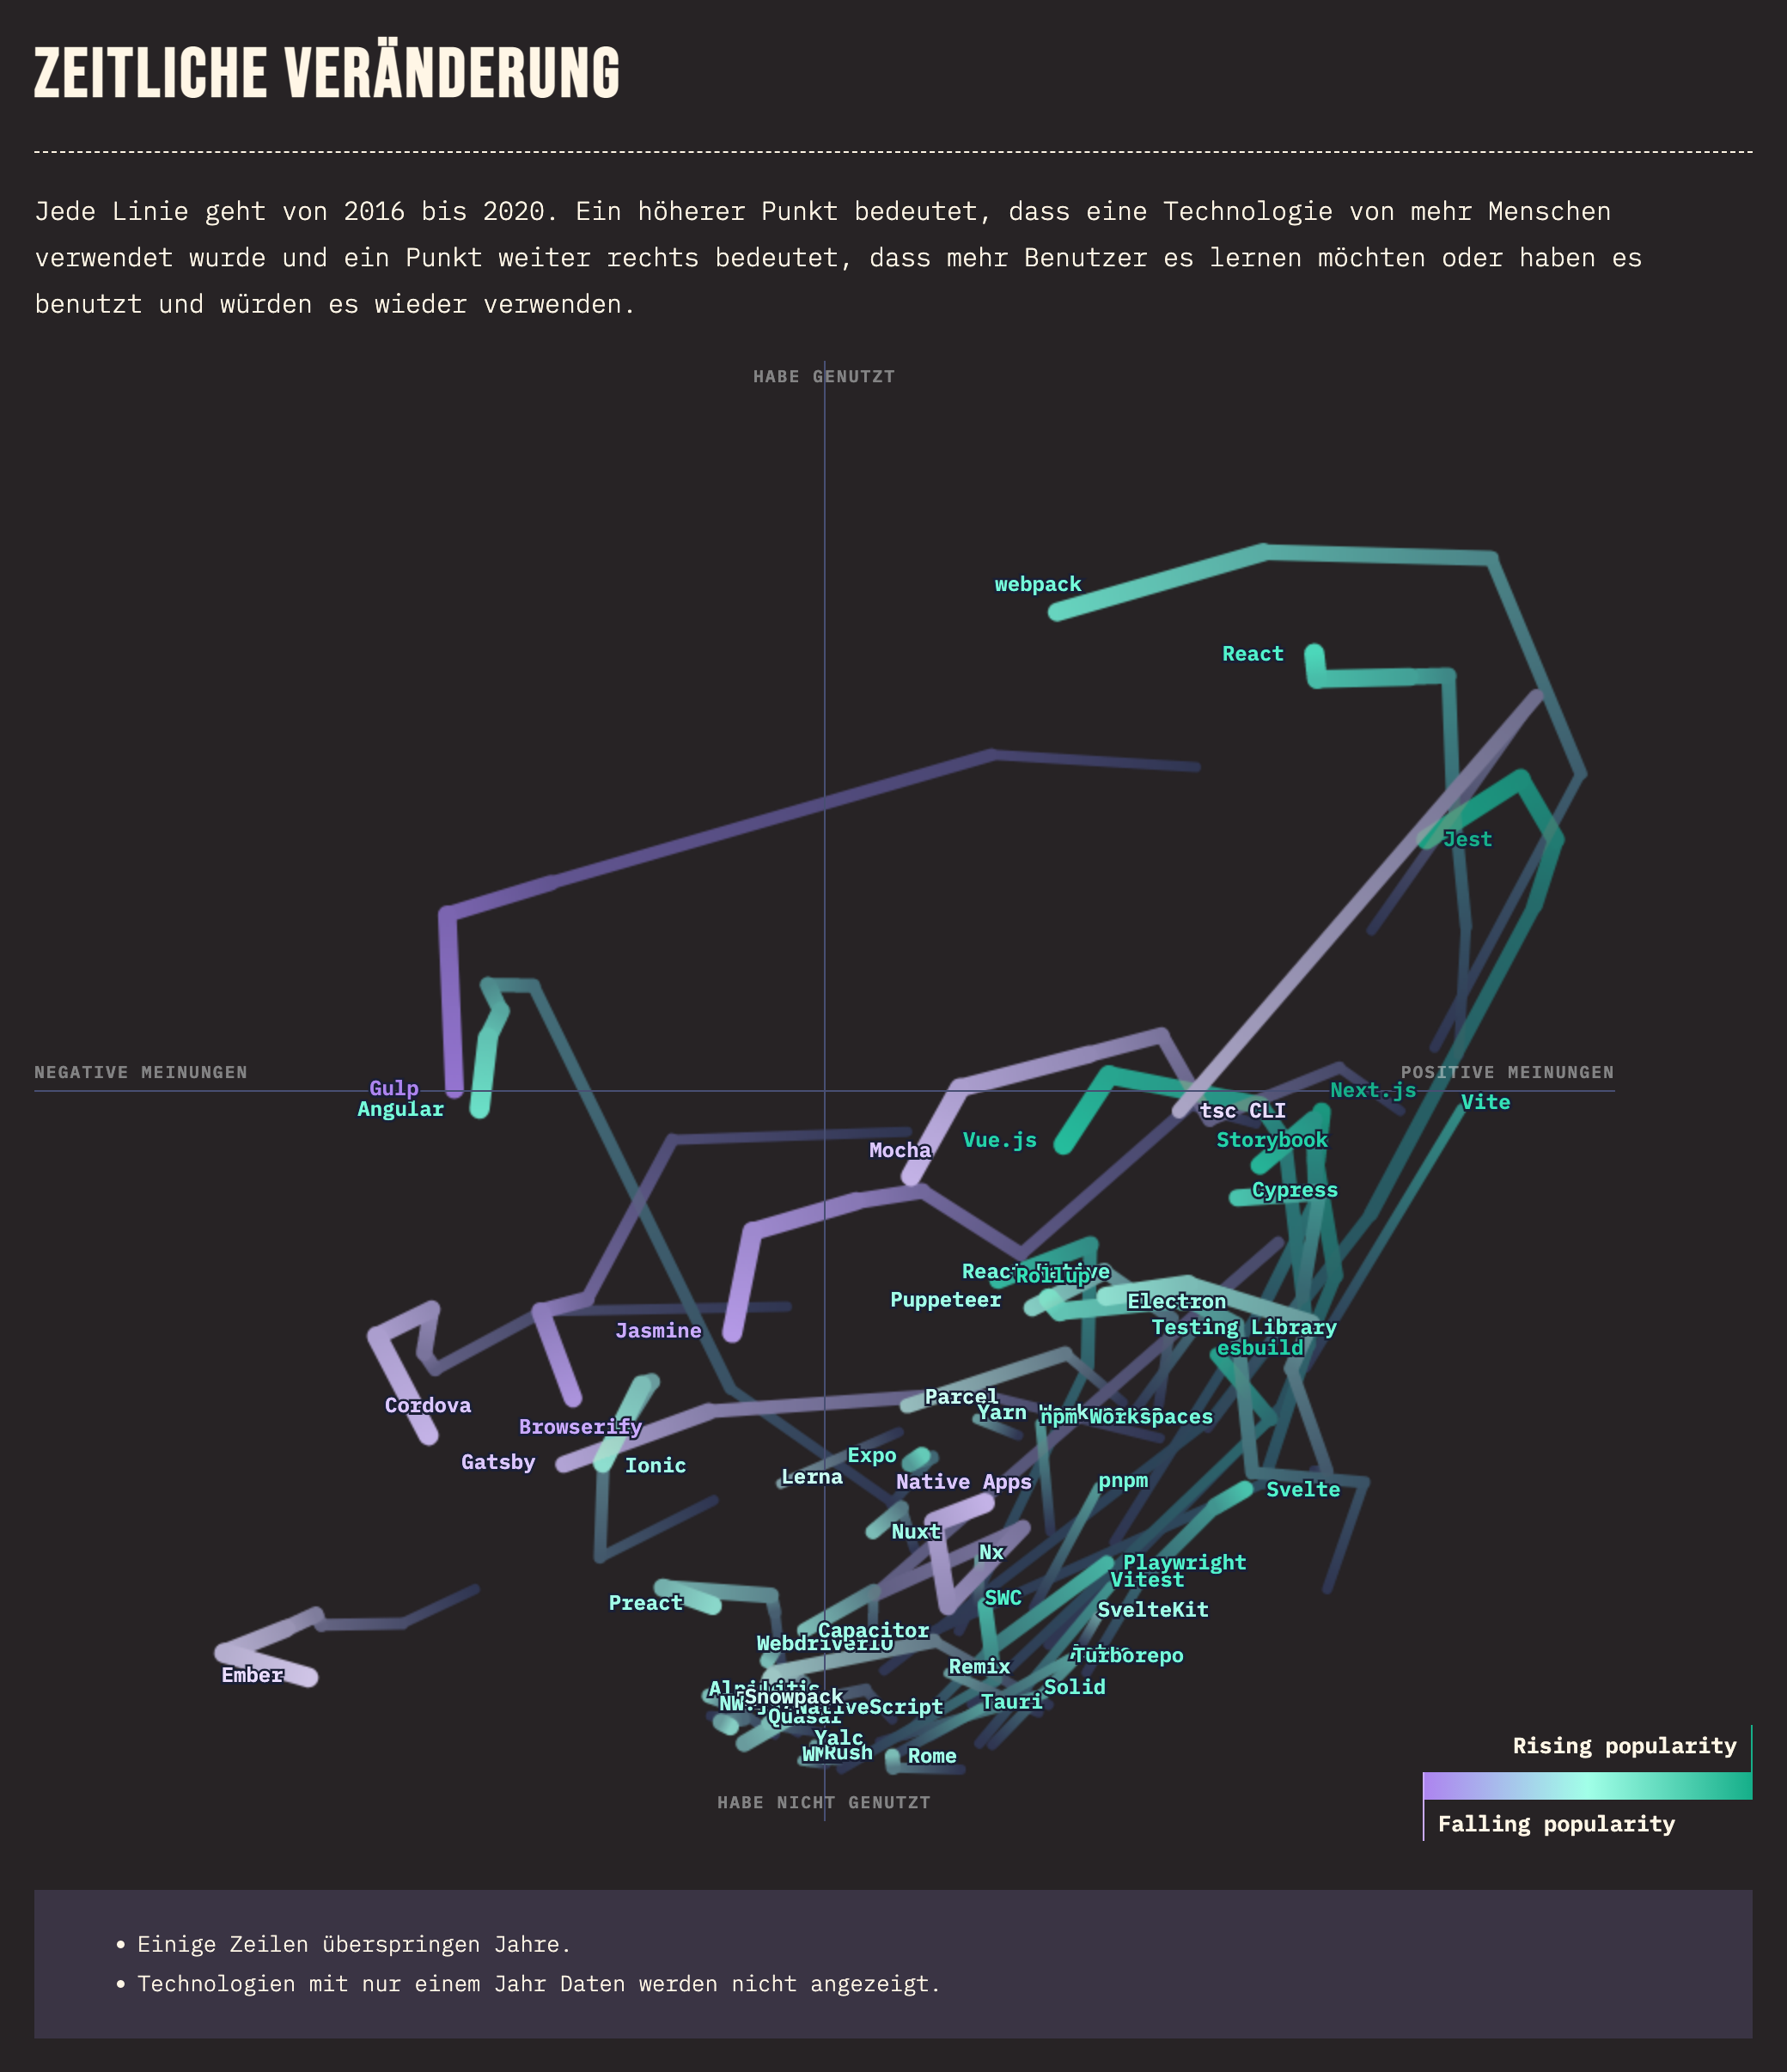 ZEITLICHE VERÄNDERUNG
Jede Linie geht von 2016 bis 2020. Ein höherer Punkt bedeutet, dass eine Technologie von mehr Menschen
verwendet wurde und ein Punkt weiter rechts bedeutet, dass mehr Benutzer es lernen möchten oder haben es
benutzt und würden es wieder verwenden.
HABE GENUTZT
webpack
React
Jest
NEGATIVE MEINUNGEN
POSITIVE MEINUNGEN
Gulp
Next.js
Vite
Angular
tsc CLI
Vue.js
Storybook
Mocha
Cypress
React Native
Rollup
Puppeteer
Electron
Jasmine
Testing Library
esbuild
Parcel
Cordova
Yarn Workspaces
npm Workspaces
Browserify
Expo
Gatsby
Ionic
Lerna
Native Apps
pnpm
Svelte
Nuxt
Nx
Playwright
Vitest
SWC
Preact
SvelteKit
Capacitor
WebdriverIO
Turborepo
Remix
Ember
Solid
Snowpack
Tauri
NativeScript
Quasar
Yalc
Rush
Rome
Rising popularity
HABE NICHT GENUTZT
Falling popularity
• Einige Zeilen überspringen Jahre.
• Technologien mit nur einem Jahr Daten werden nicht angezeigt.